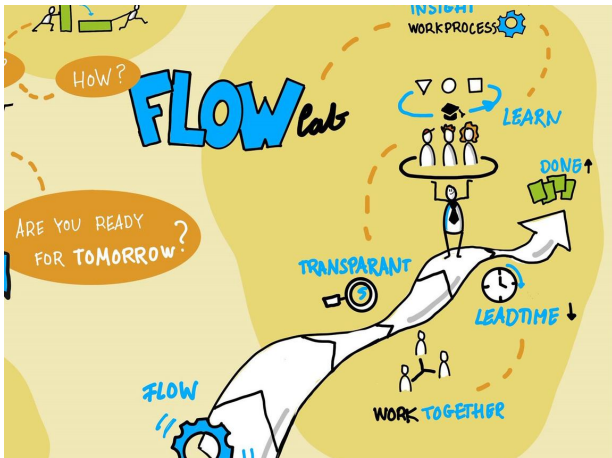 INSIGHT
WORKPROCESS
HOW?
FLOW
lab
LEARN
DONE↑
ARE YOU READY
FOR TOMORROW?
TRANSPARANT
LEADTIME ↓
FLOW
WORK TOGETHER